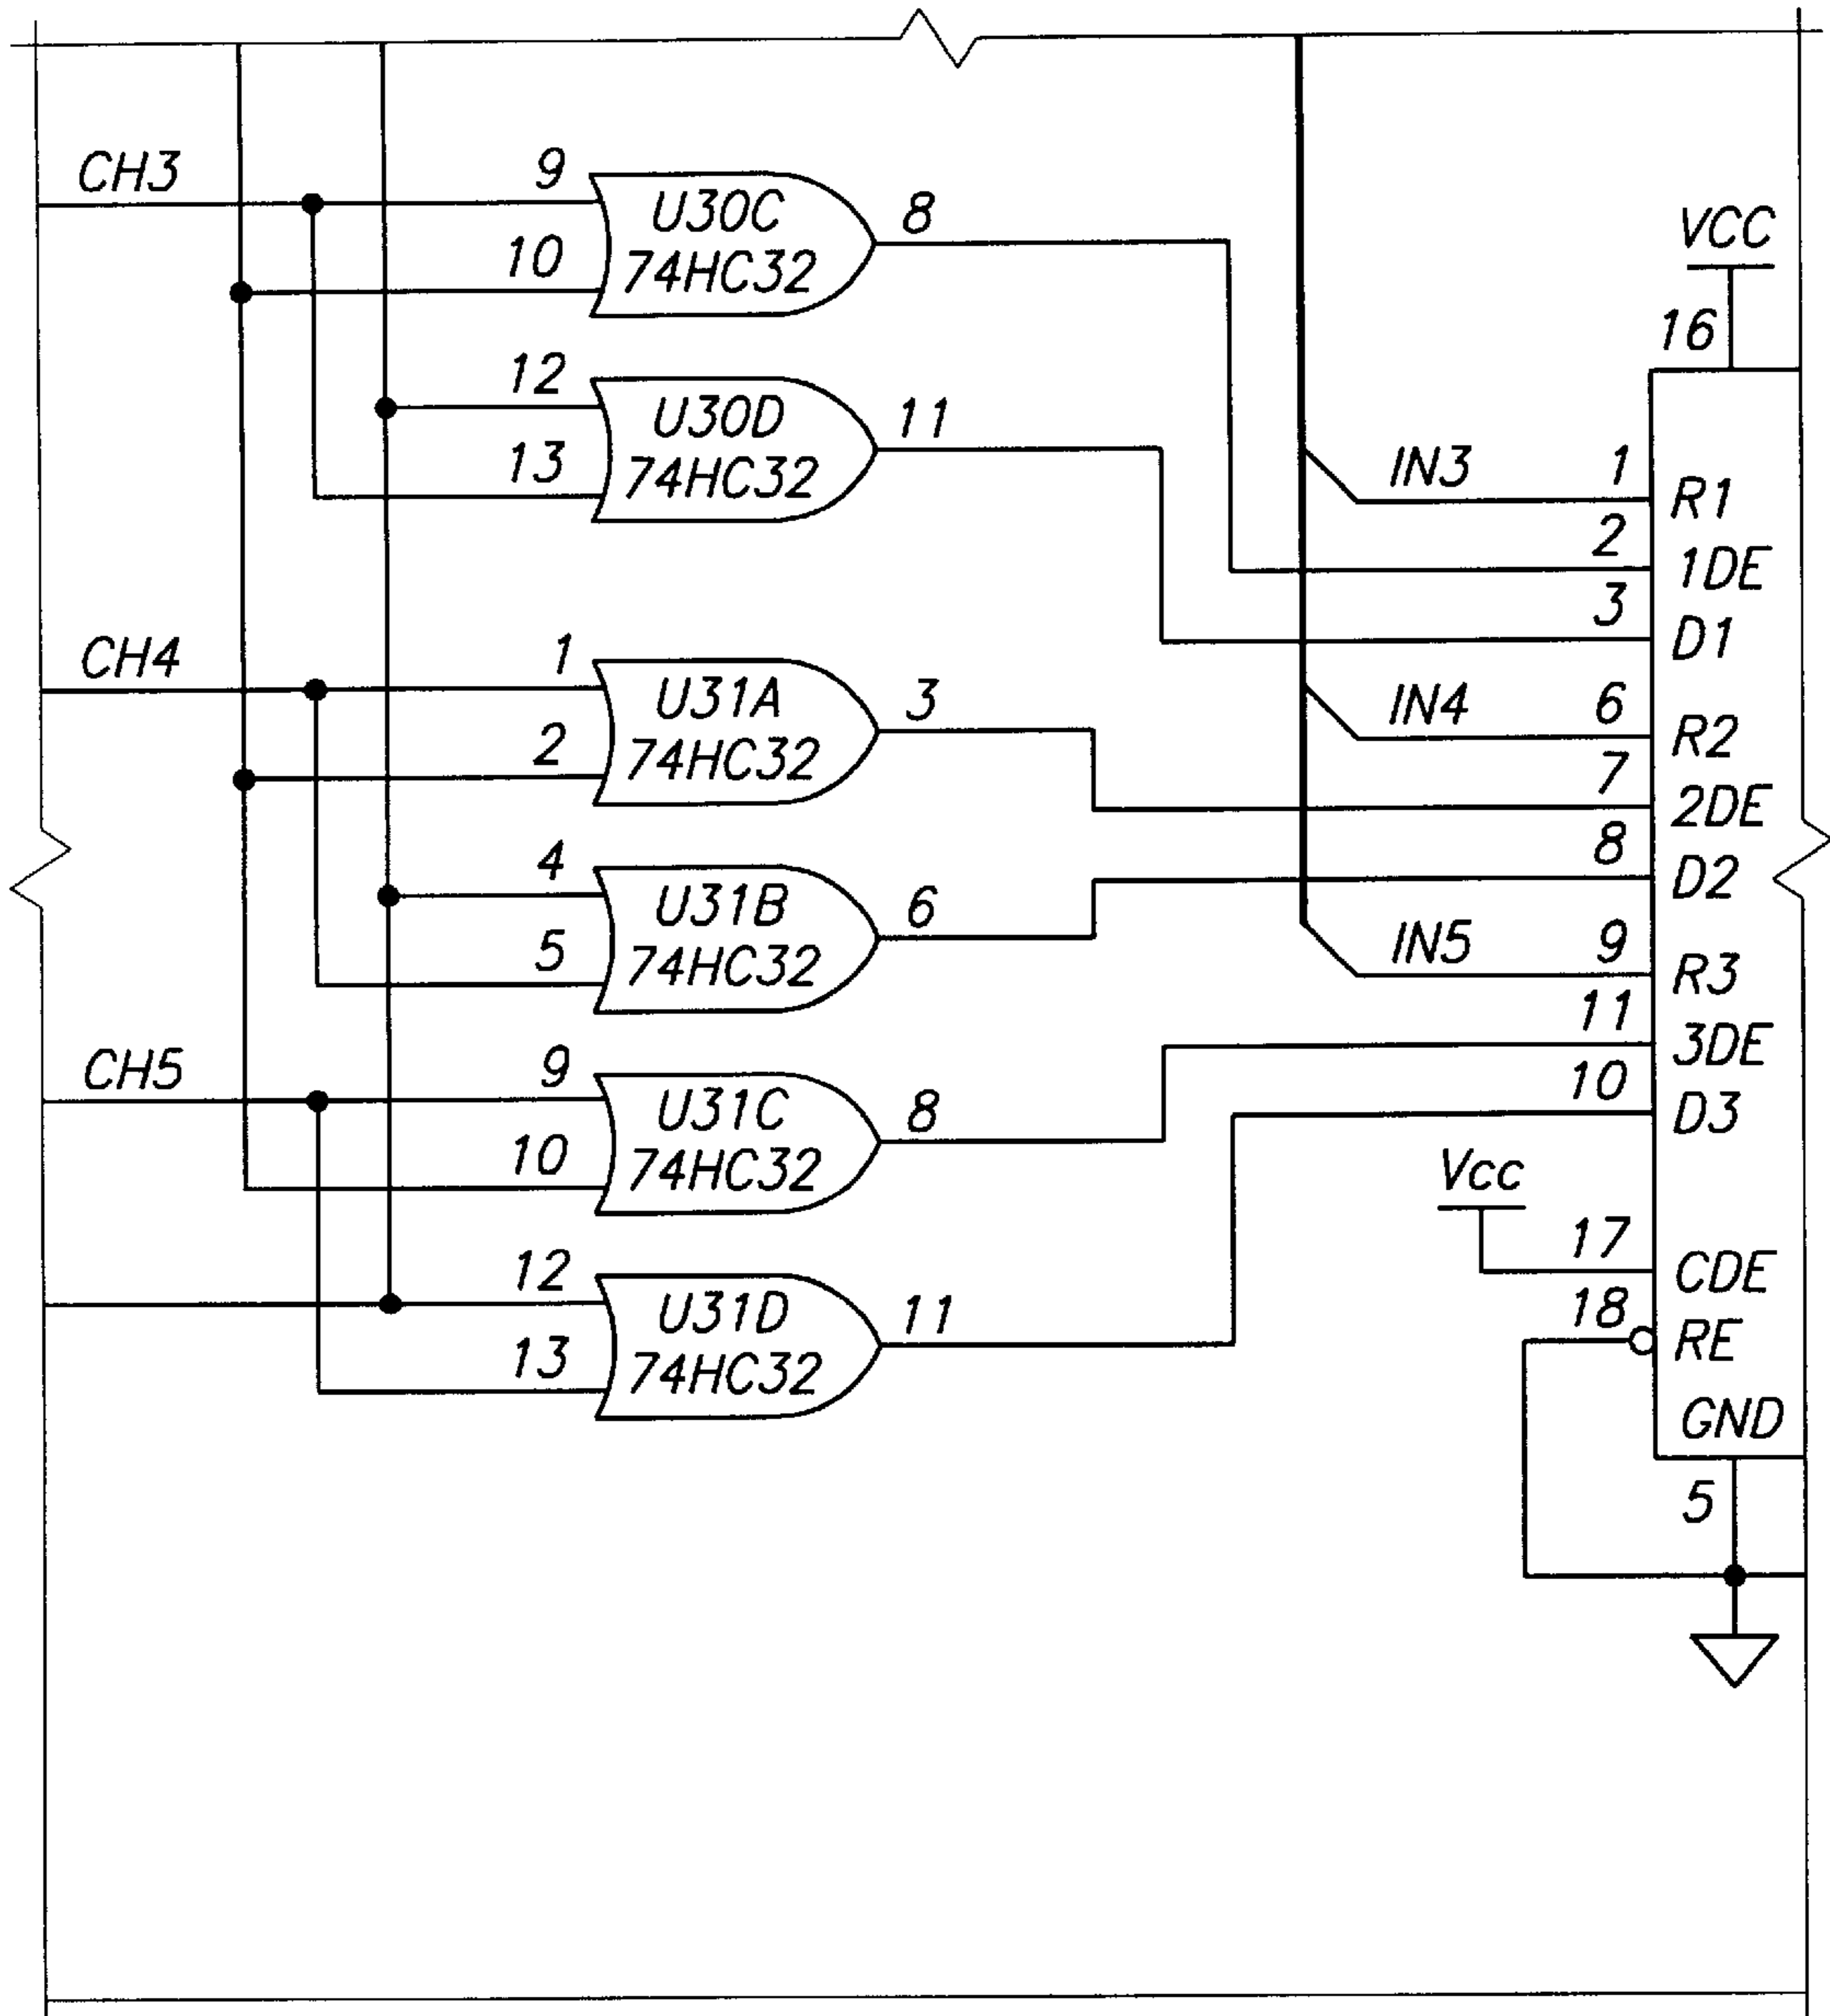 CH3
9
10
U30C
74HC32
8
VCC
16
12
13
U30D
74HC32
11
IN3
1
R1
2
1DE
3
D1
CH4
1
2
U31A
74HC32
3
IN4
6
R2
7
2DE
8
D2
4
5
U31B
74HC32
6
IN5
9
R3
11
3DE
10
D3
CH5
9
10
U31C
74HC32
8
Vcc
17
CDE
18
RE
12
13
U31D
74HC32
11
GND
5